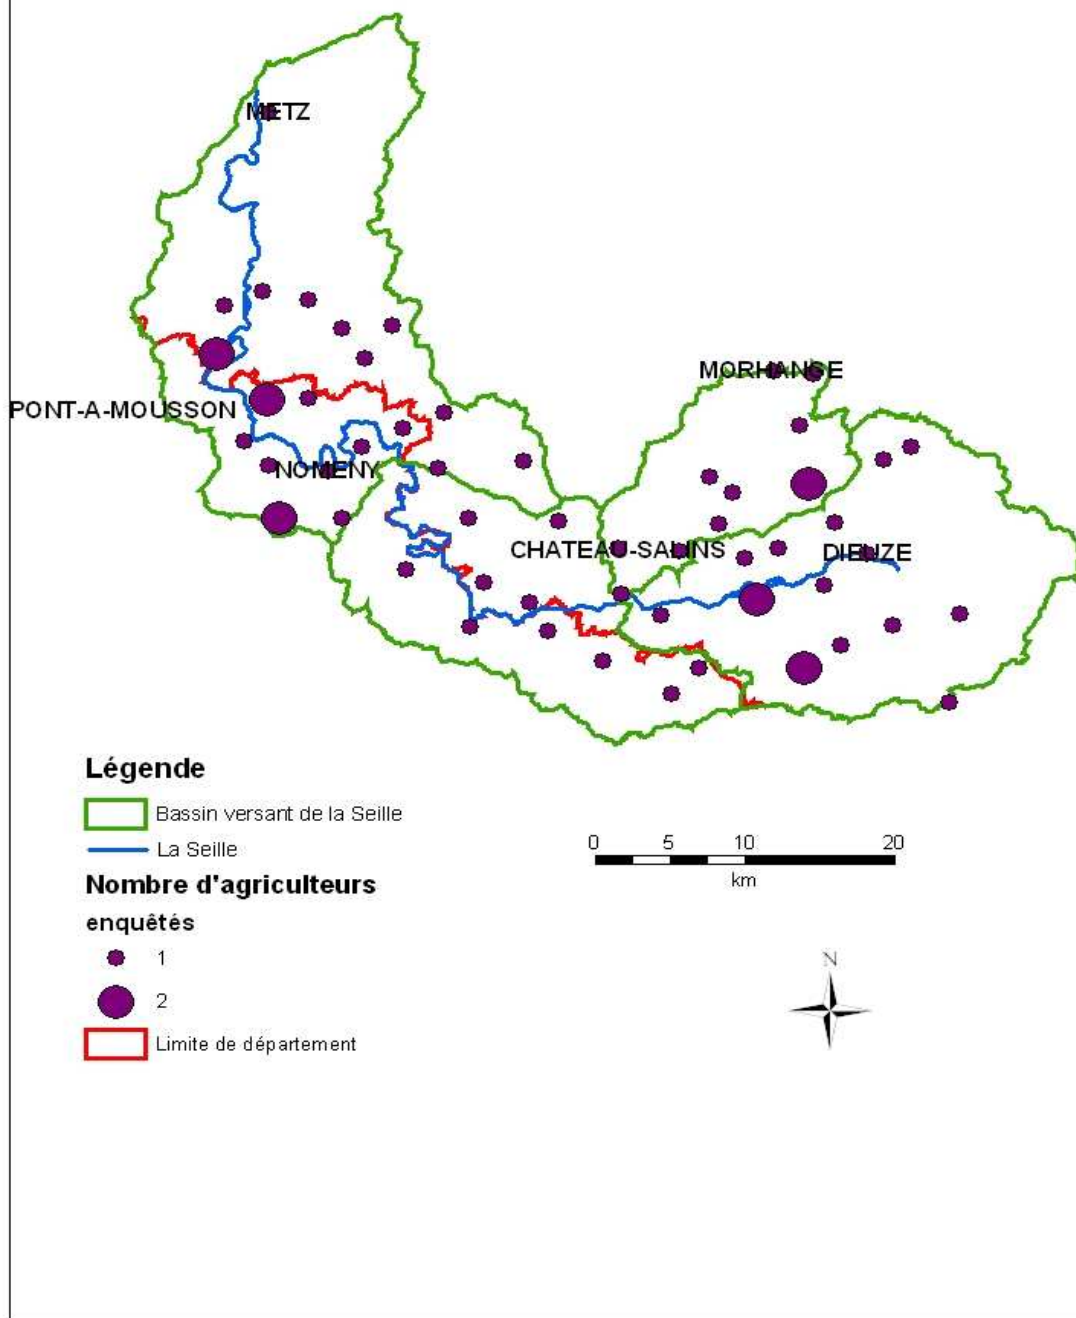 METZ
MORHANGE
PONT-A-MOUSSON
NOMENY
CHATEAU-SALINS
DIEUZE
Légende
Bassin versant de la Seille
La Seille
Nombre d'agriculteurs
enquêtés
1
2
Limite de département
0 5 10 20
km
N